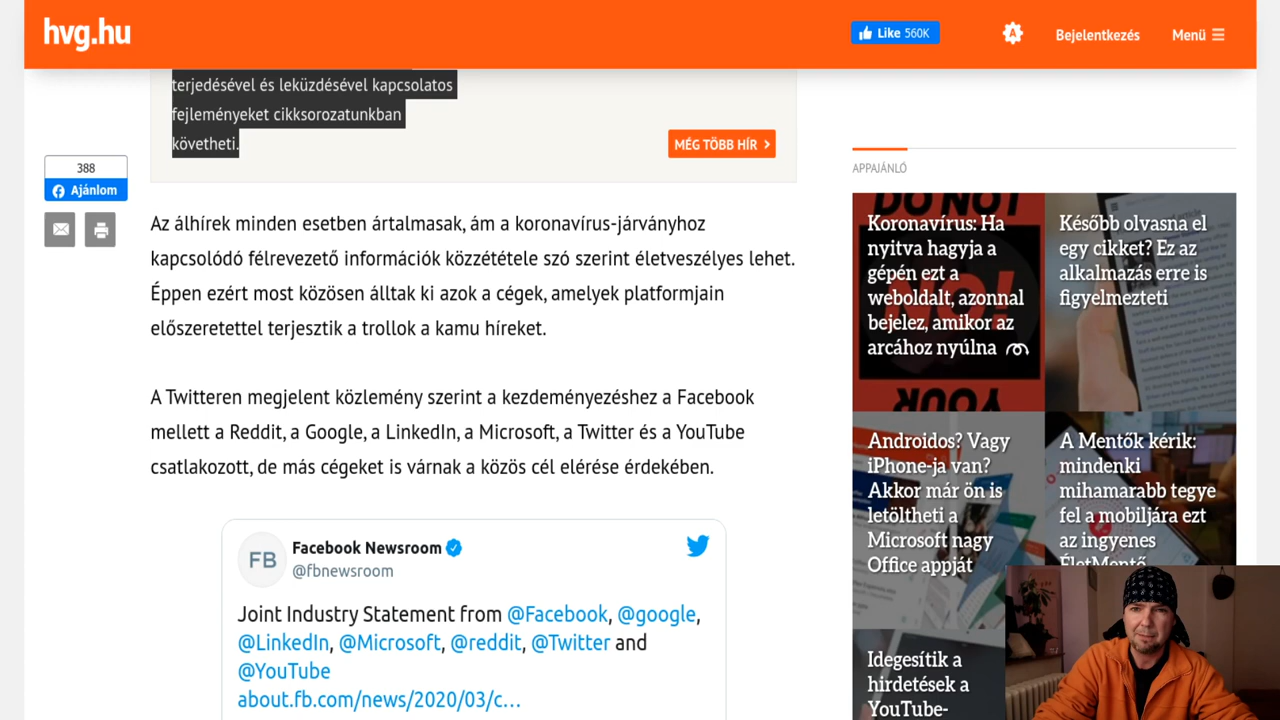 hvg.hu
Like 560K
Bejelentkezés
Menü
terjedésével és leküzdésével kapcsolatos
fejleményeket cikksorozatunkban
követheti.
MÉG TÖBB HÍR
388
Ajánlom
Az álhírek minden esetben ártalmasak, ám a koronavírus-járványhoz
kapcsolódó félrevezető információk közzététele szó szerint életveszélyes lehet.
Éppen ezért most közösen álltak ki azok a cégek, amelyek platformjain
előszeretettel terjesztik a trollok a kamu híreket.
A Twitteren megjelent közlemény szerint a kezdeményezéshez a Facebook
mellett a Reddit, a Google, a LinkedIn, a Microsoft, a Twitter és a YouTube
csatlakozott, de más cégeket is várnak a közös cél elérése érdekében.
FB
Facebook Newsroom
@fbnewsroom
Joint Industry Statement from @Facebook, @google,
@LinkedIn, @Microsoft, @reddit, @Twitter and
@YouTube
about.fb.com/news/2020/03/c…
APPAJÁNLÓ
DO NOT
NO!
YOUR
Koronavírus: Ha
nyitva hagyja a
gépén ezt a
weboldalt, azonnal
bejelez, amikor az
arcához nyúlna
Később olvasna el
egy cikket? Ez az
alkalmazás erre is
figyelmezteti
Androidos? Vagy
iPhone-ja van?
Akkor már ön is
letöltheti a
Microsoft nagy
Office appját
A Mentők kérik:
mindenki
mihamarabb tegye
fel a mobiljára ezt
az ingyenes
ÉletMentő
Idegesítik a
hirdetések a
YouTube-